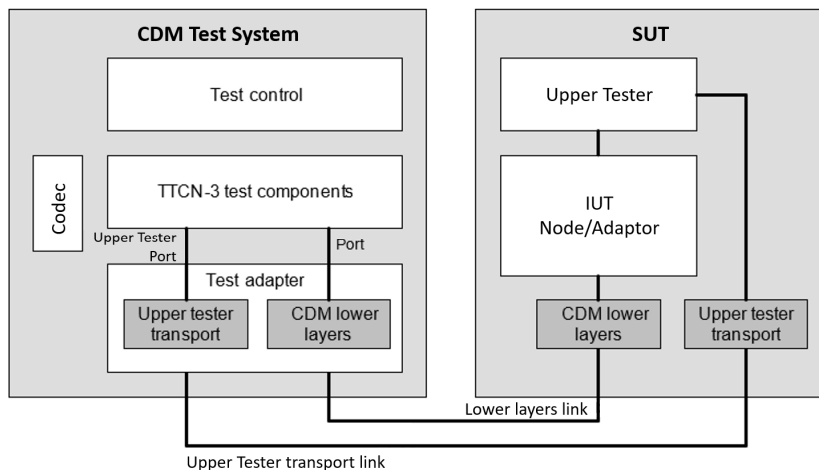 CDM Test System
Test control
Codec
TTCN-3 test components
Upper Tester
Port
Port
Test adapter
Upper tester
transport
CDM lower
layers
SUT
Upper Tester
IUT
Node/Adaptor
CDM lower
layers
Upper tester
transport
Lower layers link
Upper Tester transport link